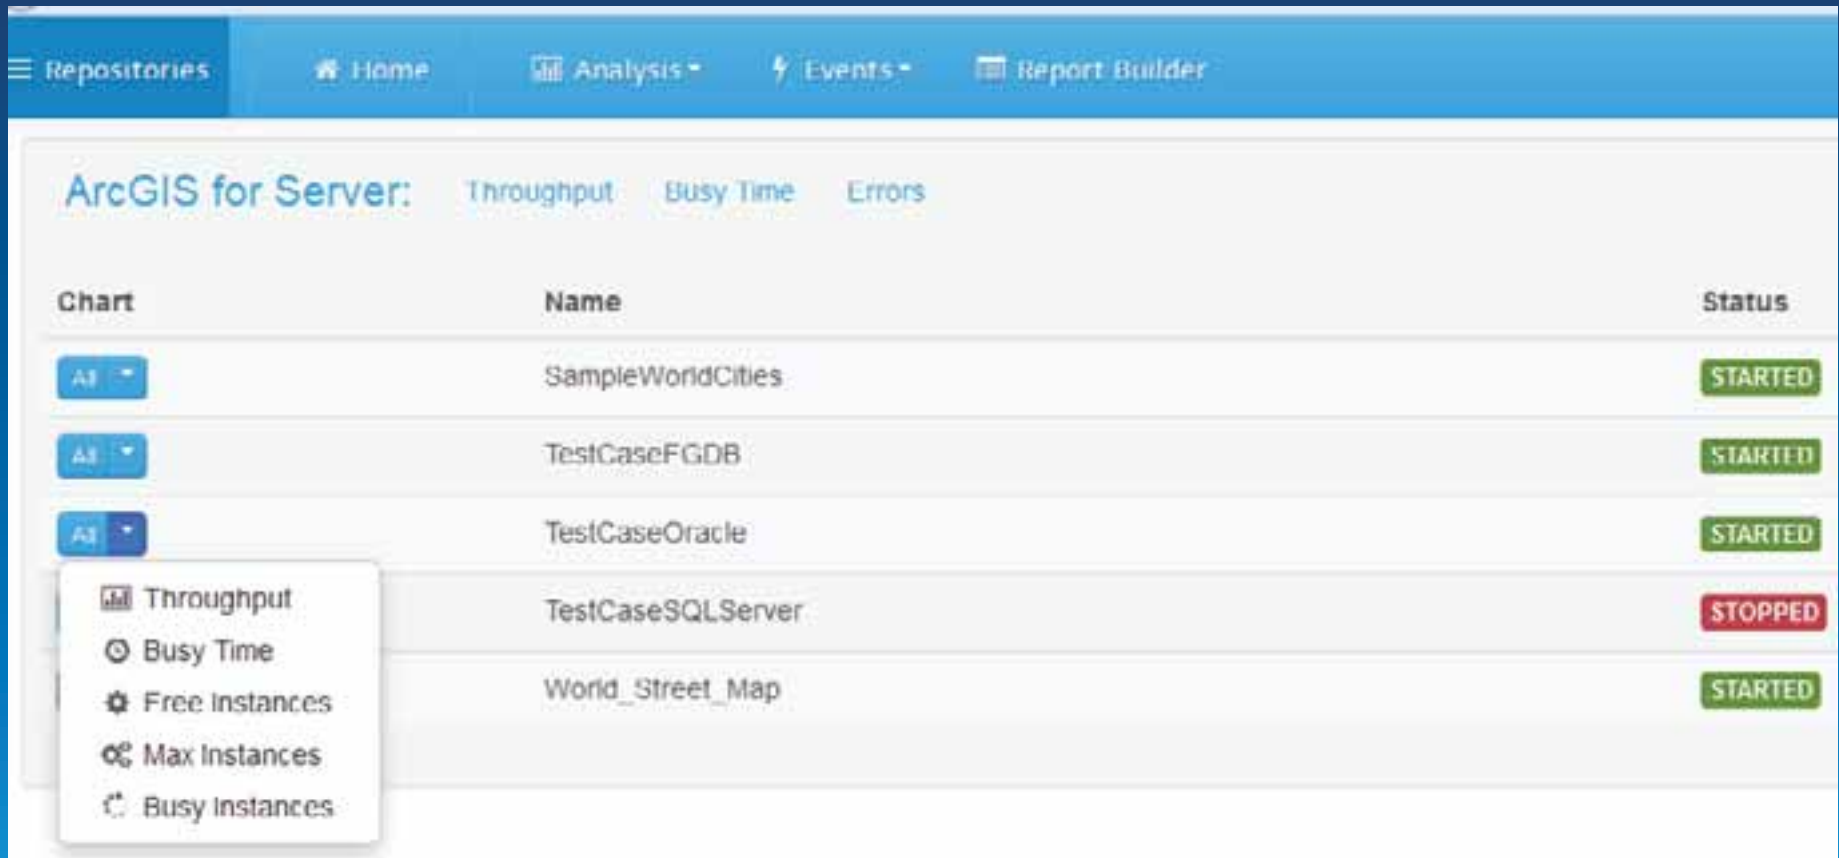 Repositories Home Analysis Events Report Builder
ArcGIS for Server: Throughput Busy Time Errors
Chart Name Status
All SampleWorldCities STARTED
All TestCaseFGDB STARTED
All TestCaseOracle STARTED
Throughput
TestCaseSQLServer STOPPED
Busy Time
Free Instances
World_Street_Map STARTED
Max Instances
Busy Instances